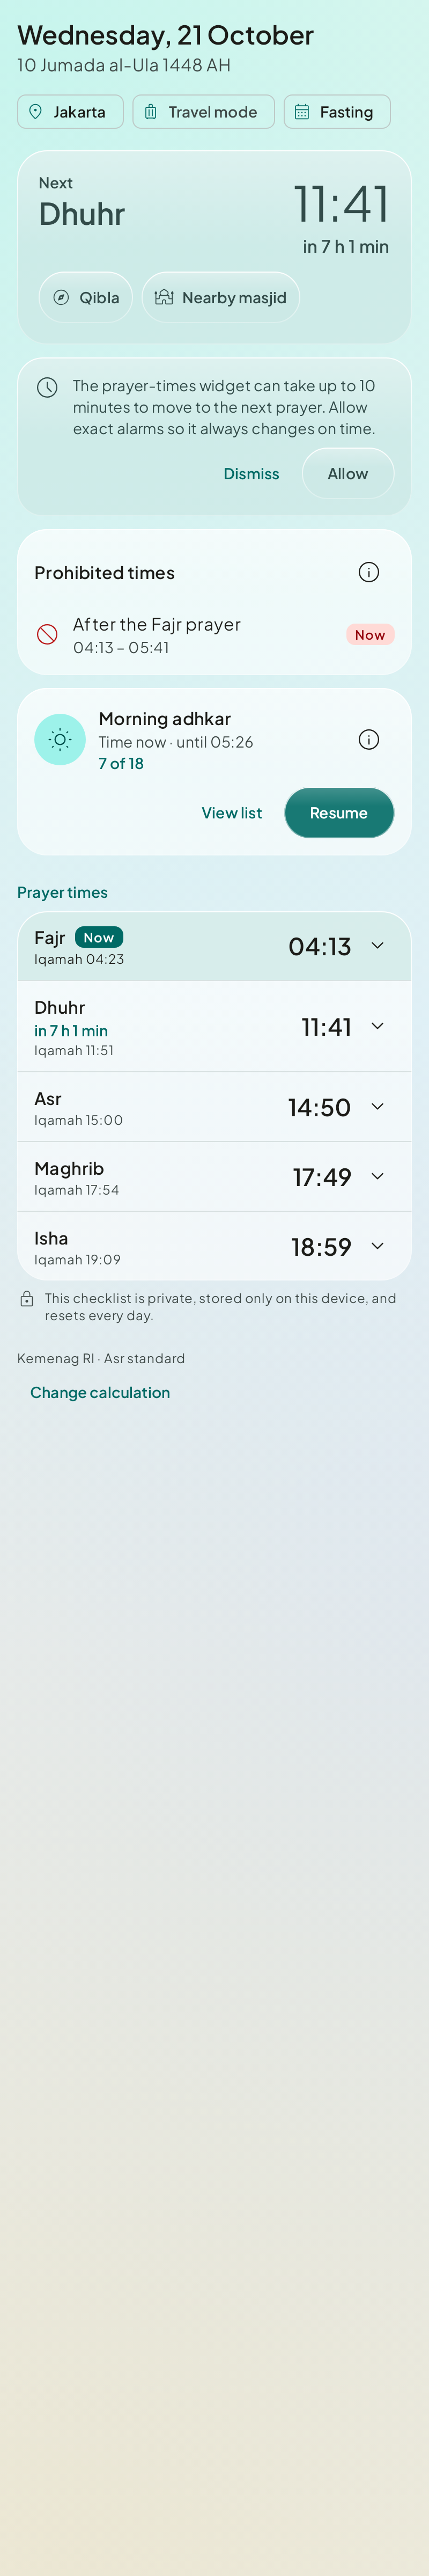 Wednesday, 21 October
10 Jumada al-Ula 1448 AH
Jakarta
Travel mode
Fasting
Next
Dhuhr
11:41
in 7 h 1 min
Qibla
Nearby masjid
The prayer-times widget can take up to 10
minutes to move to the next prayer. Allow
exact alarms so it always changes on time.
Dismiss
Allow
Prohibited times
After the Fajr prayer
04:13 – 05:41
Now
Morning adhkar
Time now · until 05:26
7 of 18
View list
Resume
Prayer times
Fajr
Now
Iqamah 04:23
04:13
Dhuhr
in 7 h 1 min
Iqamah 11:51
11:41
Asr
Iqamah 15:00
14:50
Maghrib
Iqamah 17:54
17:49
Isha
Iqamah 19:09
18:59
This checklist is private, stored only on this device, and
resets every day.
Kemenag RI · Asr standard
Change calculation